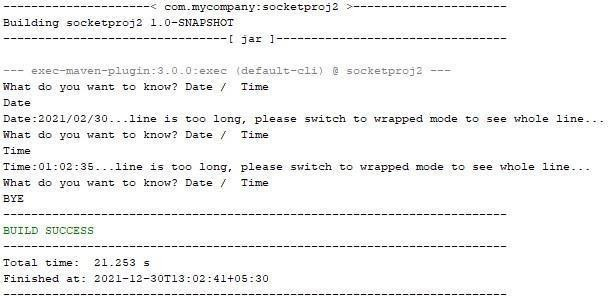 ------------------------< com.mycompany:socketproj2 >------------------------
Building socketproj2 1.0-SNAPSHOT
------------------------------------[ jar ]------------------------------------
--- exec-maven-plugin:3.0.0:exec (default-cli) @ socketproj2 ---
What do you want to know? Date /  Time
Date
Date:2021/02/30...line is too long, please switch to wrapped mode to see whole line...
What do you want to know? Date /  Time
Time
Time:01:02:35...line is too long, please switch to wrapped mode to see whole line...
What do you want to know? Date /  Time
BYE
------------------------------------------------------------------------
BUILD SUCCESS
------------------------------------------------------------------------
Total time:  21.253 s
Finished at: 2021-12-30T13:02:41+05:30
------------------------------------------------------------------------